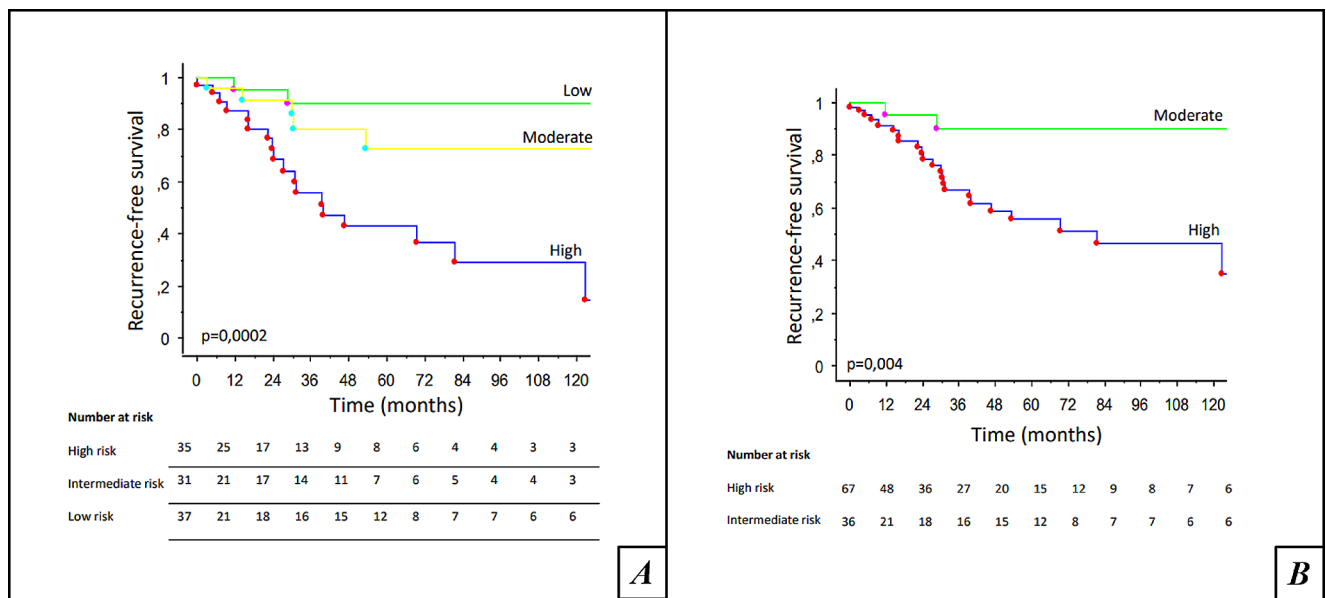 1
,8
,6
,4
,2
0
Recurrence-free survival
Low
Moderate
High
p=0,0002
0 12 24 36 48 60 72 84 96 108 120
Time (months)
Number at risk
High risk 35 25 17 13 9 8 6 4 4 3 3
Intermediate risk 31 21 17 14 11 7 6 5 4 4 3
Low risk 37 21 18 16 15 12 8 7 7 6 6
A
1
,8
,6
,4
,2
0
Recurrence-free survival
Moderate
High
p=0,004
0 12 24 36 48 60 72 84 96 108 120
Time (months)
Number at risk
High risk 67 48 36 27 20 15 12 9 8 7 6
Intermediate risk 36 21 18 16 15 12 8 7 7 6 6
B